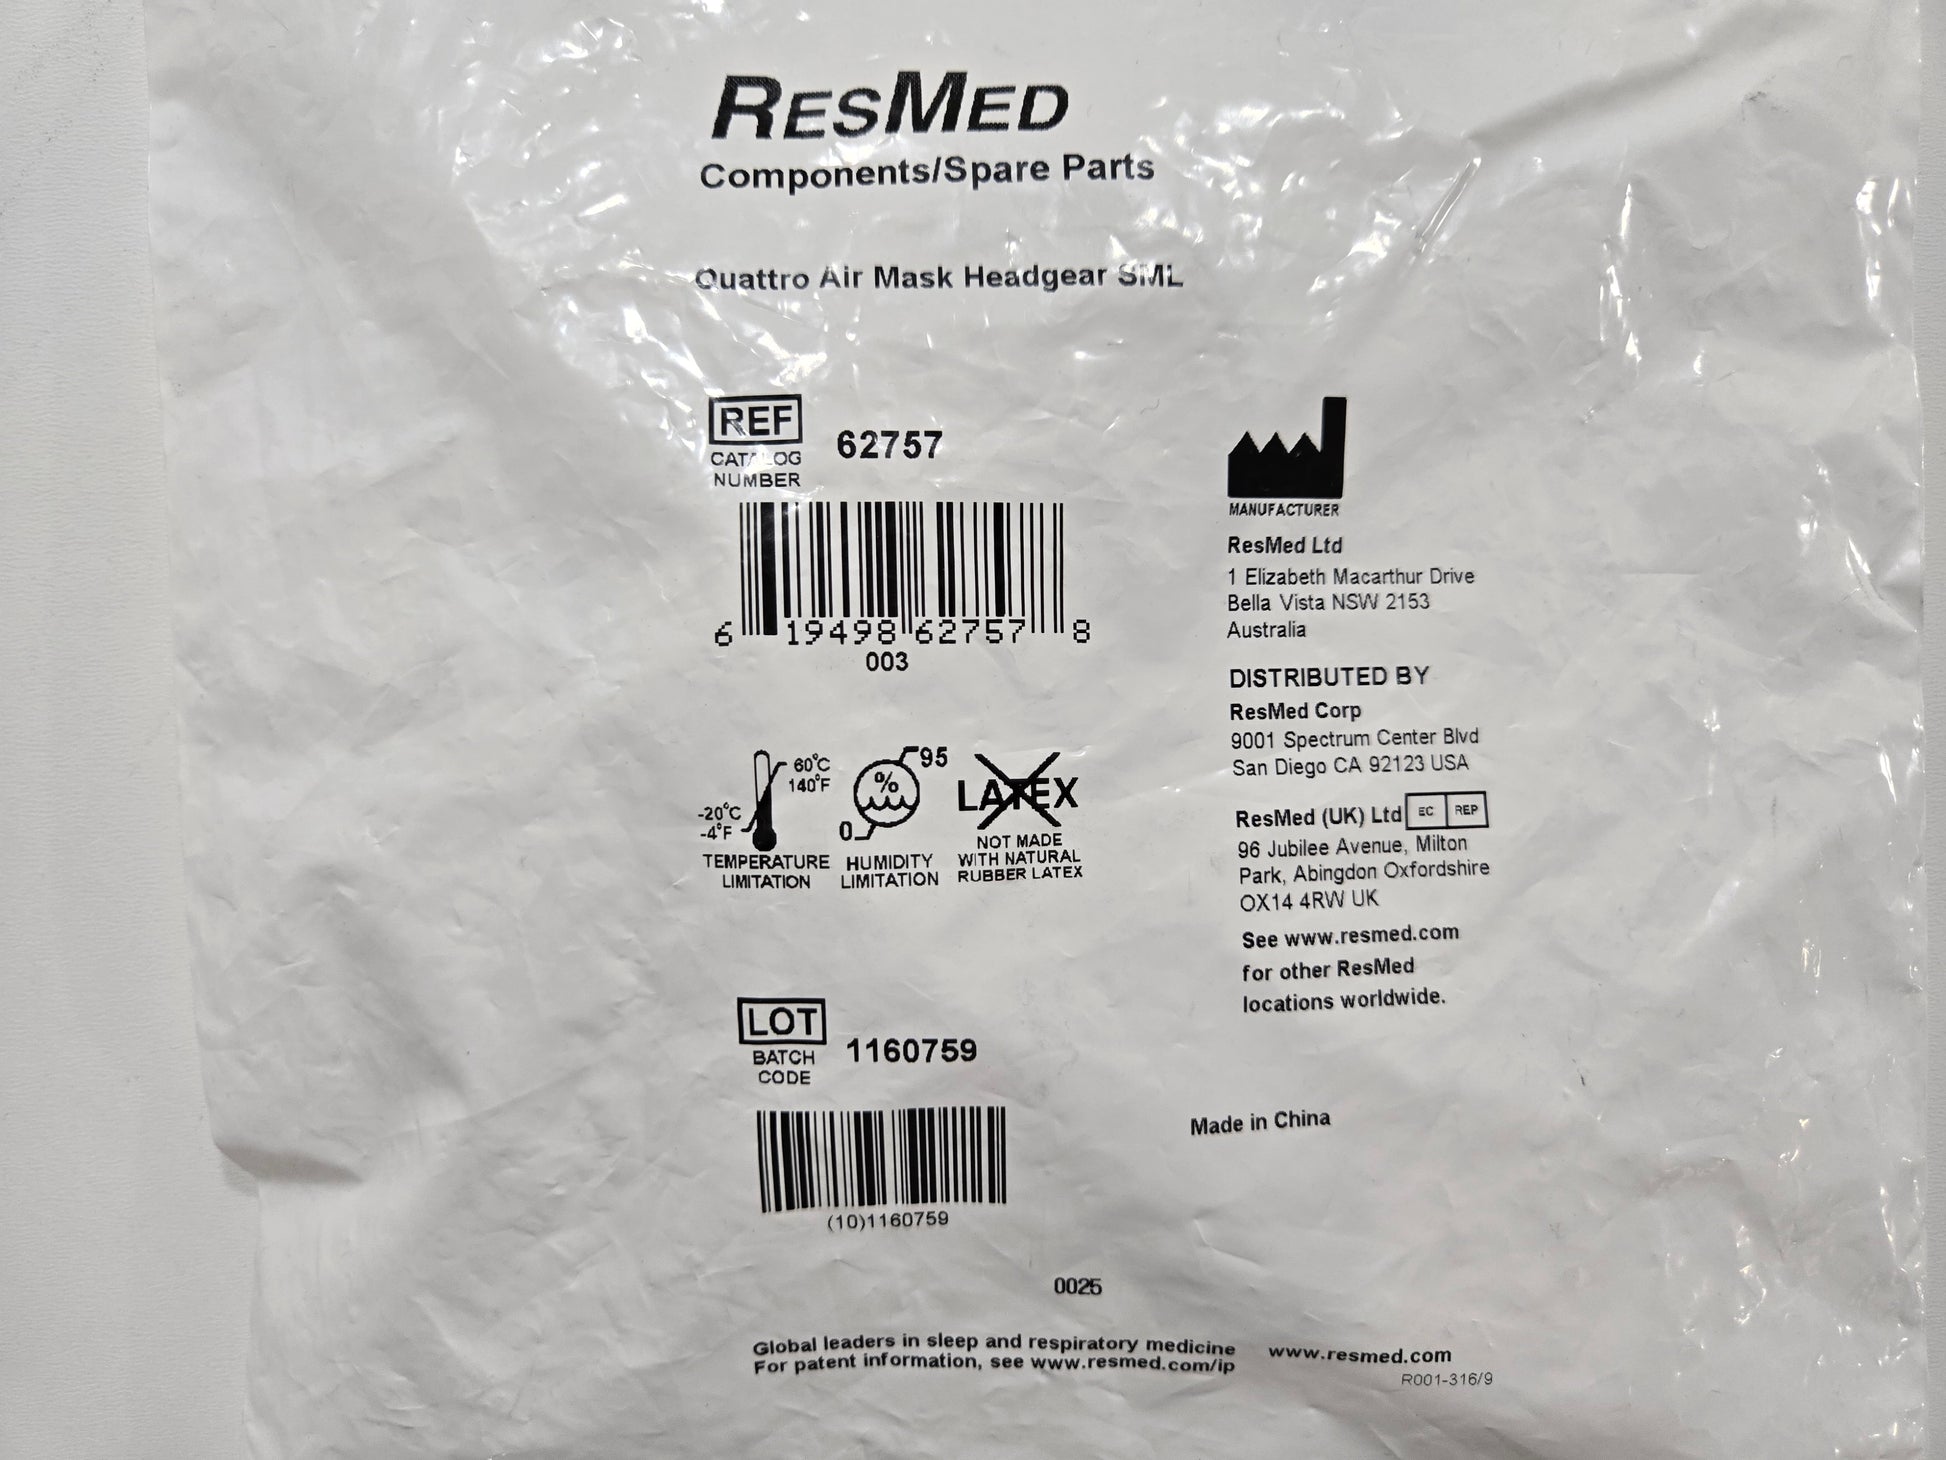 RESMED
Components/Spare Parts
Quattro Air Mask Headgear SML
REF
CATALOG
NUMBER
62757
6 19498 62757 8
003
60°C
140°F
-20°C
-4°F
TEMPERATURE
LIMITATION
%
95
0
HUMIDITY
LIMITATION
LATEX
NOT MADE
WITH NATURAL
RUBBER LATEX
LOT
BATCH
CODE
1160759
(10)1160759
MANUFACTURER
ResMed Ltd
1 Elizabeth Macarthur Drive
Bella Vista NSW 2153
Australia
DISTRIBUTED BY
ResMed Corp
9001 Spectrum Center Blvd
San Diego CA 92123 USA
ResMed (UK) Ltd EC REP
96 Jubilee Avenue, Milton
Park, Abingdon Oxfordshire
OX14 4RW UK
See www.resmed.com
for other ResMed
locations worldwide.
Made in China
0025
Global leaders in sleep and respiratory medicine
For patent information, see www.resmed.com/ip
www.resmed.com
R001-316/9